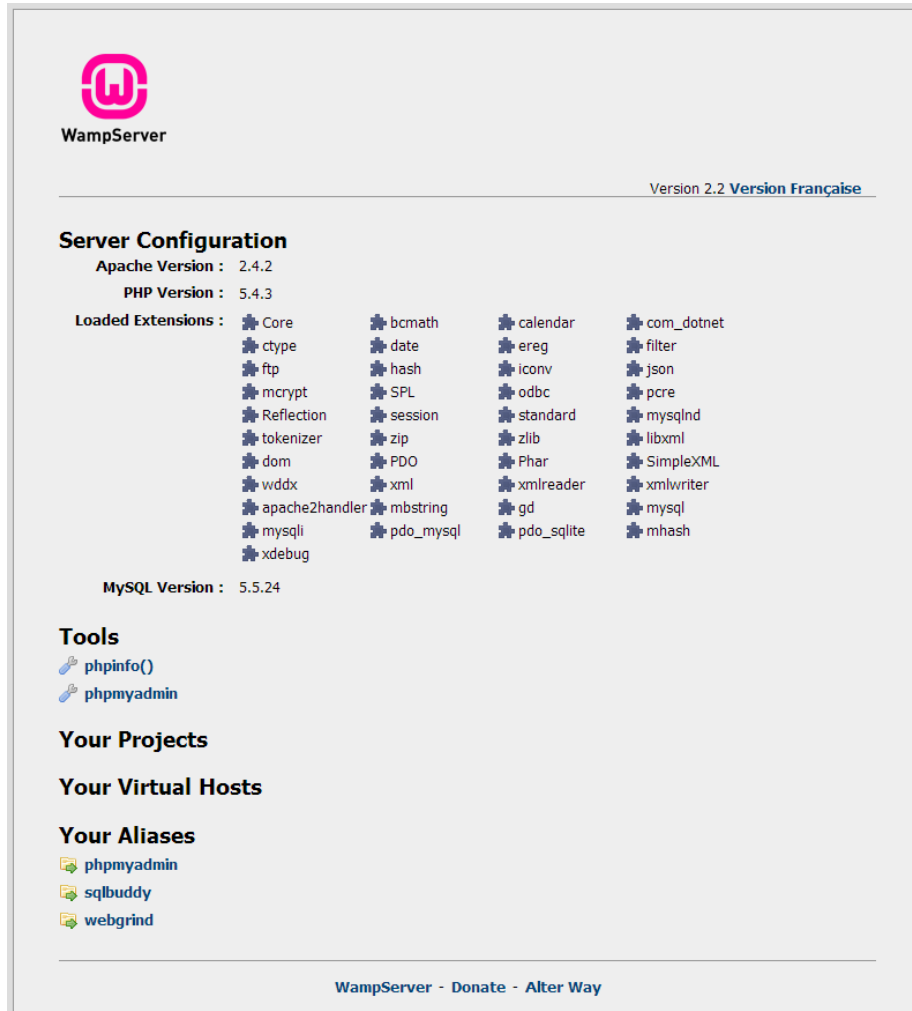 WampServer
Version 2.2 Version Française
Server Configuration
Apache Version : 2.4.2
PHP Version : 5.4.3
Loaded Extensions : Core bcmath calendar com_dotnet
ctype date ereg filter
ftp hash iconv json
mcrypt SPL odbc pcre
Reflection session standard mysqlnd
tokenizer zip zlib libxml
dom PDO Phar SimpleXML
wddx xml xmlreader xmlwriter
apache2handler mbstring gd mysql
mysqli pdo_mysql pdo_sqlite mhash
xdebug
MySQL Version : 5.5.24
Tools
phpinfo()
phpmyadmin
Your Projects
Your Virtual Hosts
Your Aliases
phpmyadmin
sqlbuddy
webgrind
WampServer - Donate - Alter Way